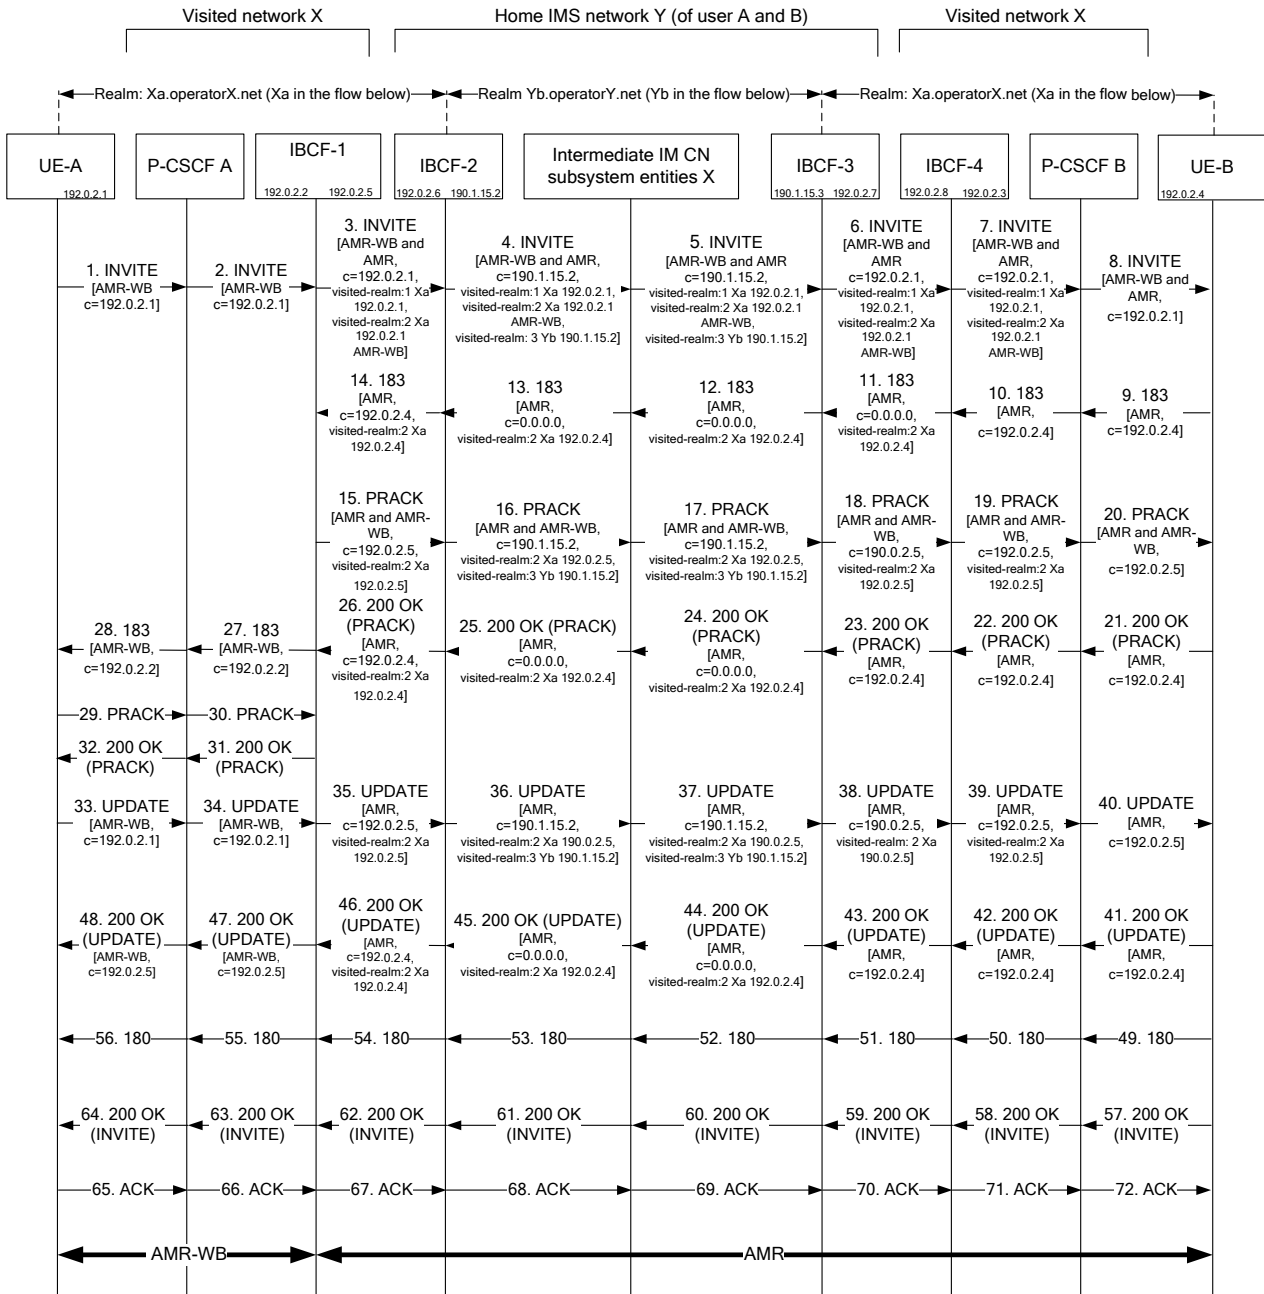 Visited network X
Home IMS network Y (of user A and B)
Visited network X
Realm: Xa.operatorX.net (Xa in the flow below)
Realm Yb.operatorY.net (Yb in the flow below)
Realm: Xa.operatorX.net (Xa in the flow below)
UE-A
192.0.2.1
P-CSCF A
IBCF-1
192.0.2.2 192.0.2.5
IBCF-2
192.0.2.6 190.1.15.2
Intermediate IM CN
subsystem entities X
IBCF-3
190.1.15.3 192.0.2.7
IBCF-4
192.0.2.8 192.0.2.3
P-CSCF B
UE-B
192.0.2.4
1. INVITE
[AMR-WB
c=192.0.2.1]
2. INVITE
[AMR-WB
c=192.0.2.1]
3. INVITE
[AMR-WB and
AMR,
c=192.0.2.1,
visited-realm:1 Xa
192.0.2.1,
visited-realm:2 Xa
192.0.2.1
AMR-WB]
4. INVITE
[AMR-WB and AMR,
c=190.1.15.2,
visited-realm:1 Xa 192.0.2.1,
visited-realm:2 Xa 192.0.2.1
AMR-WB,
visited-realm: 3 Yb 190.1.15.2]
5. INVITE
[AMR-WB and AMR
c=190.1.15.2,
visited-realm:1 Xa 192.0.2.1,
visited-realm:2 Xa 192.0.2.1
AMR-WB,
visited-realm:3 Yb 190.1.15.2]
6. INVITE
[AMR-WB and
AMR
c=192.0.2.1,
visited-realm:1 Xa
192.0.2.1,
visited-realm:2 Xa
192.0.2.1
AMR-WB]
7. INVITE
[AMR-WB and
AMR,
c=192.0.2.1,
visited-realm:1 Xa
192.0.2.1,
visited-realm:2 Xa
192.0.2.1
AMR-WB]
8. INVITE
[AMR-WB and
AMR,
c=192.0.2.1]
14. 183
[AMR,
c=192.0.2.4,
visited-realm:2 Xa
192.0.2.4]
13. 183
[AMR,
c=0.0.0.0,
visited-realm:2 Xa 192.0.2.4]
12. 183
[AMR,
c=0.0.0.0,
visited-realm:2 Xa 192.0.2.4]
11. 183
[AMR,
c=0.0.0.0,
visited-realm:2 Xa
192.0.2.4]
10. 183
[AMR,
c=192.0.2.4]
9. 183
[AMR,
c=192.0.2.4]
15. PRACK
[AMR and AMR-
WB,
c=192.0.2.5,
visited-realm:2 Xa
192.0.2.5]
16. PRACK
[AMR and AMR-WB,
c=190.1.15.2,
visited-realm:2 Xa 192.0.2.5,
visited-realm:3 Yb 190.1.15.2]
17. PRACK
[AMR and AMR-WB,
c=190.1.15.2,
visited-realm:2 Xa 192.0.2.5,
visited-realm:3 Yb 190.1.15.2]
18. PRACK
[AMR and AMR-
WB,
c=190.0.2.5,
visited-realm:2 Xa
192.0.2.5]
19. PRACK
[AMR and AMR-
WB,
c=192.0.2.5,
visited-realm:2 Xa
192.0.2.5]
20. PRACK
[AMR and AMR-
WB,
c=192.0.2.5]
28. 183
[AMR-WB,
c=192.0.2.2]
27. 183
[AMR-WB,
c=192.0.2.2]
26. 200 OK
(PRACK)
[AMR,
c=192.0.2.4,
visited-realm:2 Xa
192.0.2.4]
25. 200 OK (PRACK)
[AMR,
c=0.0.0.0,
visited-realm:2 Xa 192.0.2.4]
24. 200 OK
(PRACK)
[AMR,
c=0.0.0.0,
visited-realm:2 Xa 192.0.2.4]
23. 200 OK
(PRACK)
[AMR,
c=192.0.2.4]
22. 200 OK
(PRACK)
[AMR,
c=192.0.2.4]
21. 200 OK
(PRACK)
[AMR,
c=192.0.2.4]
29. PRACK
30. PRACK
32. 200 OK
(PRACK)
31. 200 OK
(PRACK)
33. UPDATE
[AMR-WB,
c=192.0.2.1]
34. UPDATE
[AMR-WB,
c=192.0.2.1]
35. UPDATE
[AMR,
c=192.0.2.5,
visited-realm:2 Xa
192.0.2.5]
36. UPDATE
[AMR,
c=190.1.15.2,
visited-realm:2 Xa 190.0.2.5,
visited-realm:3 Yb 190.1.15.2]
37. UPDATE
[AMR,
c=190.1.15.2,
visited-realm:2 Xa 190.0.2.5,
visited-realm:3 Yb 190.1.15.2]
38. UPDATE
[AMR,
c=190.0.2.5,
visited-realm: 2 Xa
190.0.2.5]
39. UPDATE
[AMR,
c=192.0.2.5,
visited-realm:2 Xa
192.0.2.5]
40. UPDATE
[AMR,
c=192.0.2.5]
48. 200 OK
(UPDATE)
[AMR-WB,
c=192.0.2.5]
47. 200 OK
(UPDATE)
[AMR-WB,
c=192.0.2.5]
46. 200 OK
(UPDATE)
[AMR,
c=192.0.2.4,
visited-realm:2 Xa
192.0.2.4]
45. 200 OK (UPDATE)
[AMR,
c=0.0.0.0,
visited-realm:2 Xa 192.0.2.4]
44. 200 OK
(UPDATE)
[AMR,
c=0.0.0.0,
visited-realm:2 Xa 192.0.2.4]
43. 200 OK
(UPDATE)
[AMR,
c=192.0.2.4]
42. 200 OK
(UPDATE)
[AMR,
c=192.0.2.4]
41. 200 OK
(UPDATE)
[AMR,
c=192.0.2.4]
56. 180
55. 180
54. 180
53. 180
52. 180
51. 180
50. 180
49. 180
64. 200 OK
(INVITE)
63. 200 OK
(INVITE)
62. 200 OK
(INVITE)
61. 200 OK
(INVITE)
60. 200 OK
(INVITE)
59. 200 OK
(INVITE)
58. 200 OK
(INVITE)
57. 200 OK
(INVITE)
65. ACK
66. ACK
67. ACK
68. ACK
69. ACK
70. ACK
71. ACK
72. ACK
AMR-WB
AMR